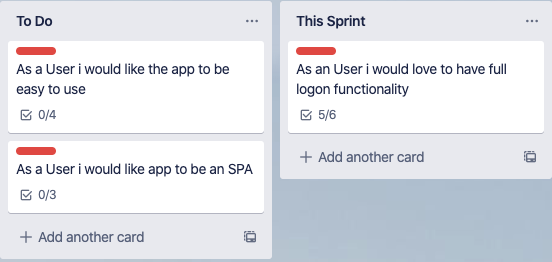 To Do
As a User i would like the app to be
easy to use
0/4
As a User i would like app to be an SPA
0/3
+ Add another card
This Sprint
As an User i would love to have full
logon functionality
5/6
+ Add another card